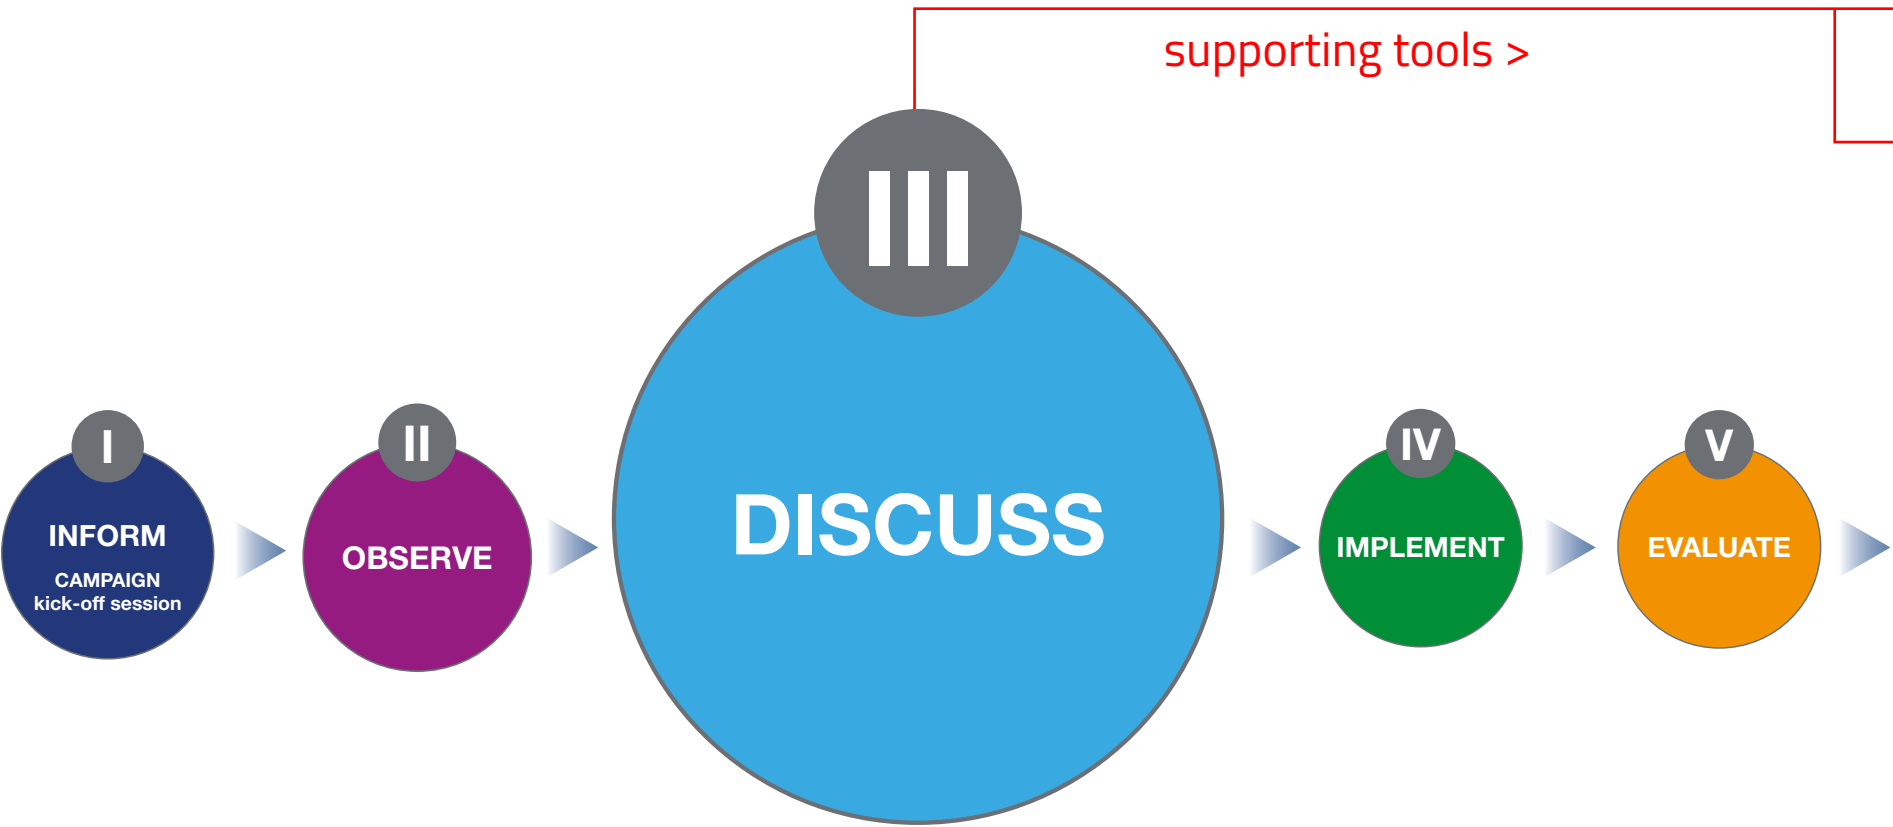 supporting tools >
III
I
INFORM
CAMPAIGN
kick-off session
II
OBSERVE
DISCUSS
IV
IMPLEMENT
V
EVALUATE